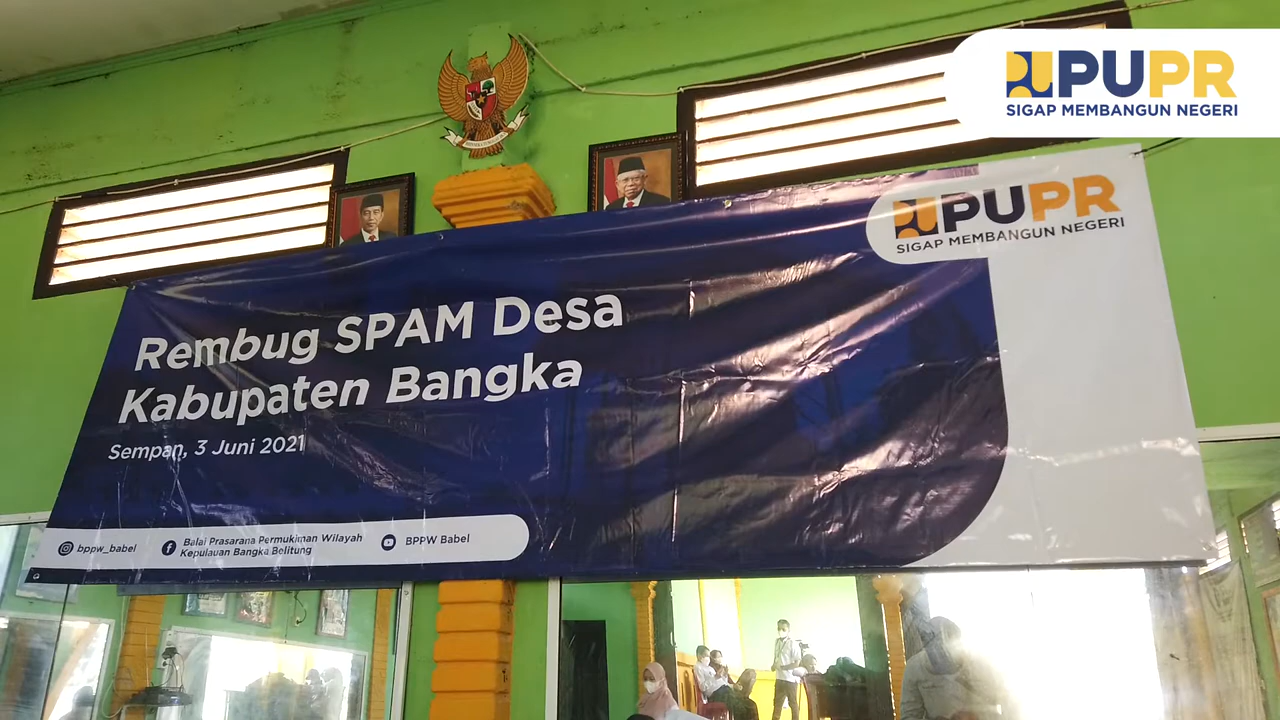 PUPR
SIGAP MEMBANGUN NEGERI
PUPR
SIGAP MEMBANGUN NEGERI
Rembug SPAM Desa
Kabupaten Bangka
Sempan, 3 Juni 2021
bppw_babel
Balai Prasarana Permukiman Wilayah
Kepulauan Bangka Belitung
BPPW Babel